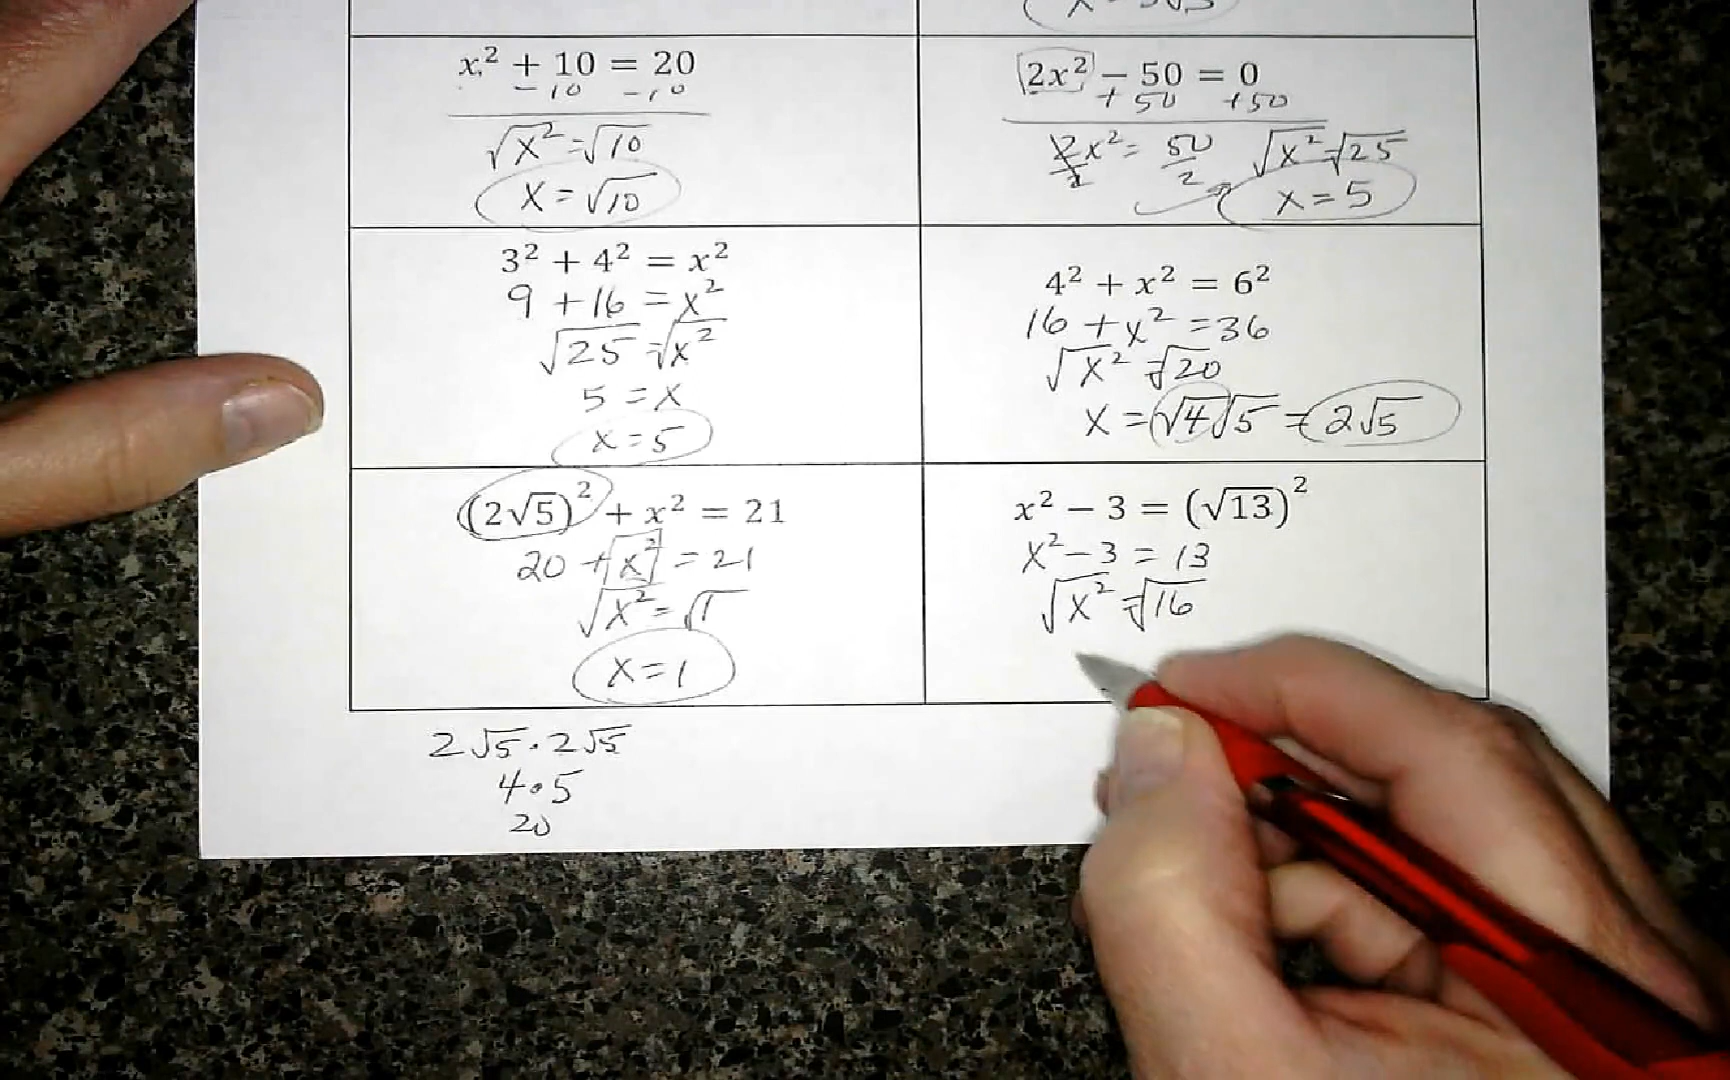 x² + 10 = 20
-10 -10
√x² = √10
x = √10
2x² - 50 = 0
+50 +50
2x² = 50 √x² = √25
2 2
x = 5
3² + 4² = x²
9 + 16 = x²
√25 = √x²
5 = x
x = 5
4² + x² = 6²
16 + x² = 36
√x² = √20
x = √4√5 = 2√5
(2√5)² + x² = 21
20 + x² = 21
√x² = √1
x = 1
x² - 3 = (√13)²
x² - 3 = 13
√x² = √16
2√5 · 2√5
4 · 5
20